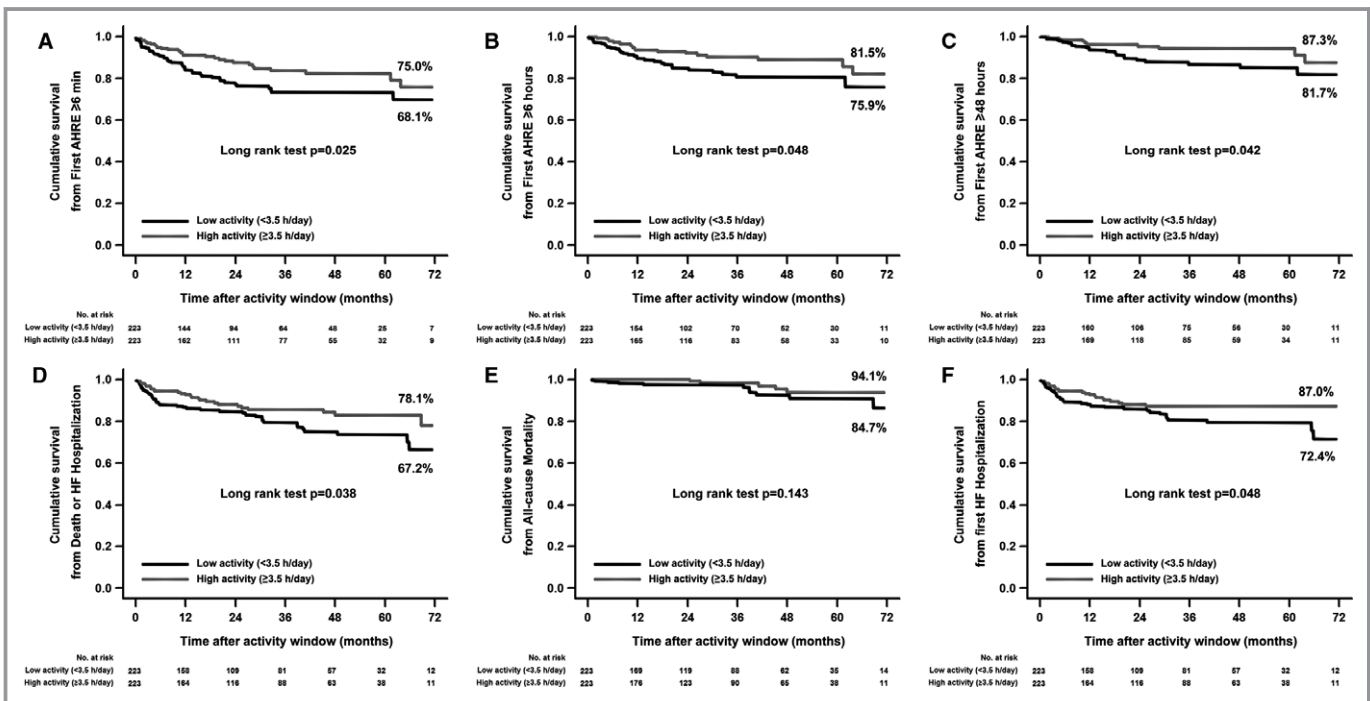 A
Cumulative survival
from First AHRE ≥6 min
1.0
0.8
0.6
0.4
0.2
0.0
75.0%
68.1%
Long rank test p=0.025
Low activity (<3.5 h/day)
High activity (≥3.5 h/day)
0 12 24 36 48 60 72
Time after activity window (months)
No. at risk
Low activity (<3.5 h/day) 223 144 94 64 48 25 7
High activity (≥3.5 h/day) 223 162 111 77 55 32 9
B
Cumulative survival
from First AHRE ≥6 hours
1.0
0.8
0.6
0.4
0.2
0.0
81.5%
75.9%
Long rank test p=0.048
Low activity (<3.5 h/day)
High activity (≥3.5 h/day)
0 12 24 36 48 60 72
Time after activity window (months)
No. at risk
Low activity (<3.5 h/day) 223 154 102 70 52 30 11
High activity (≥3.5 h/day) 223 165 116 83 58 33 10
C
Cumulative survival
from First AHRE ≥48 hours
1.0
0.8
0.6
0.4
0.2
0.0
87.3%
81.7%
Long rank test p=0.042
Low activity (<3.5 h/day)
High activity (≥3.5 h/day)
0 12 24 36 48 60 72
Time after activity window (months)
No. at risk
Low activity (<3.5 h/day) 223 160 106 75 56 30 11
High activity (≥3.5 h/day) 223 169 118 85 59 34 11
D
Cumulative survival
from Death or HF Hospitalization
1.0
0.8
0.6
0.4
0.2
0.0
78.1%
67.2%
Long rank test p=0.038
Low activity (<3.5 h/day)
High activity (≥3.5 h/day)
0 12 24 36 48 60 72
Time after activity window (months)
No. at risk
Low activity (<3.5 h/day) 223 158 109 81 57 32 12
High activity (≥3.5 h/day) 223 164 116 88 63 38 11
E
Cumulative survival
from All-cause Mortality
1.0
0.8
0.6
0.4
0.2
0.0
94.1%
84.7%
Long rank test p=0.143
Low activity (<3.5 h/day)
High activity (≥3.5 h/day)
0 12 24 36 48 60 72
Time after activity window (months)
No. at risk
Low activity (<3.5 h/day) 223 169 119 88 62 35 14
High activity (≥3.5 h/day) 223 176 123 90 65 38 11
F
Cumulative survival
from first HF Hospitalization
1.0
0.8
0.6
0.4
0.2
0.0
87.0%
72.4%
Long rank test p=0.048
Low activity (<3.5 h/day)
High activity (≥3.5 h/day)
0 12 24 36 48 60 72
Time after activity window (months)
No. at risk
Low activity (<3.5 h/day) 223 158 109 81 57 32 12
High activity (≥3.5 h/day) 223 164 116 88 63 38 11